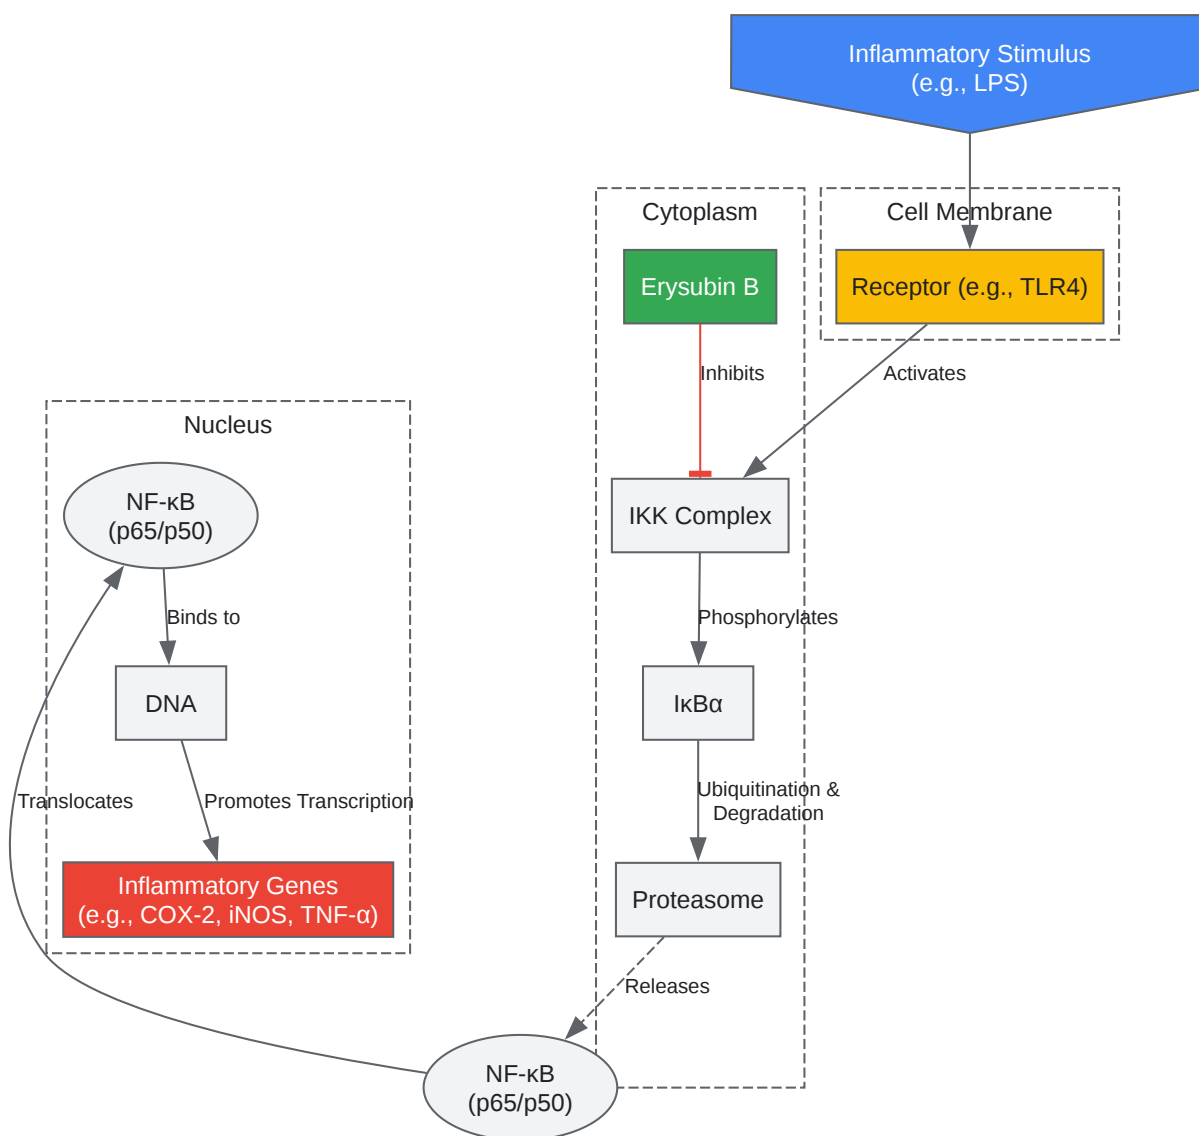 Inflammatory Stimulus
(e.g., LPS)
Cytoplasm
Cell Membrane
Erysubin B
Receptor (e.g., TLR4)
Inhibits
Activates
Nucleus
NF-κB
(p65/p50)
IKK Complex
Binds to
Phosphorylates
DNA
IκBα
Translocates
Promotes Transcription
Ubiquitination &
Degradation
Inflammatory Genes
(e.g., COX-2, iNOS, TNF-α)
Proteasome
Releases
NF-κB
(p65/p50)